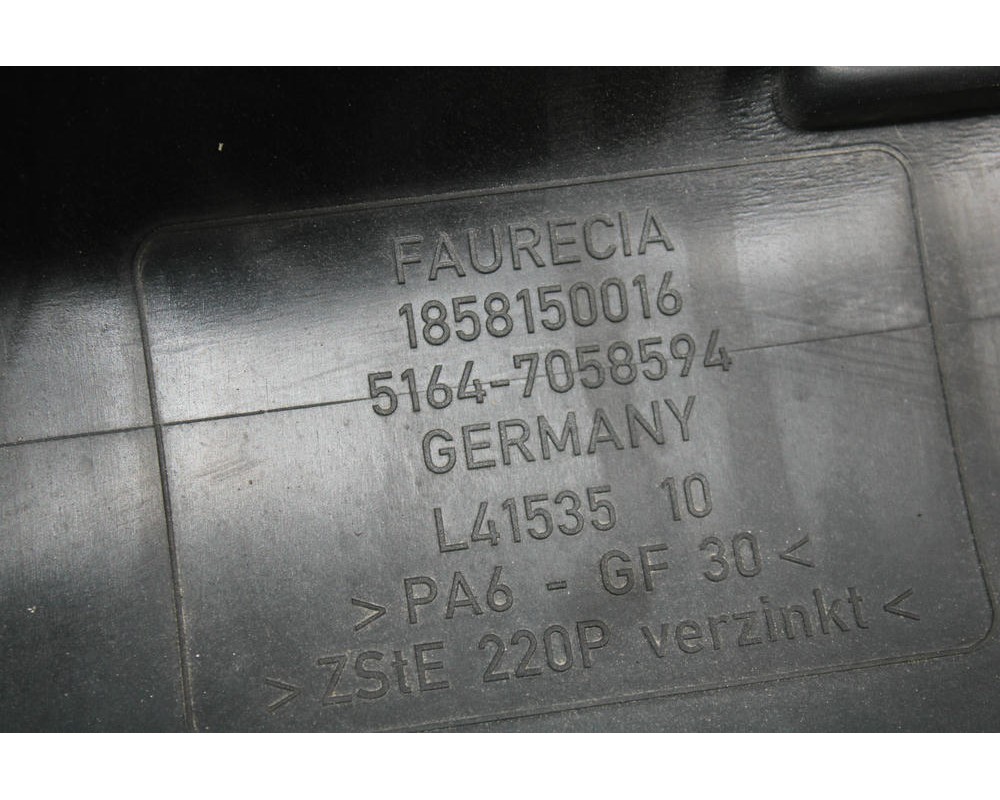 FAURECIA
1858150016
5164-7058594
GERMANY
L41535 10
>PA6 - GF 30<
>ZStE 220P verzinkt<